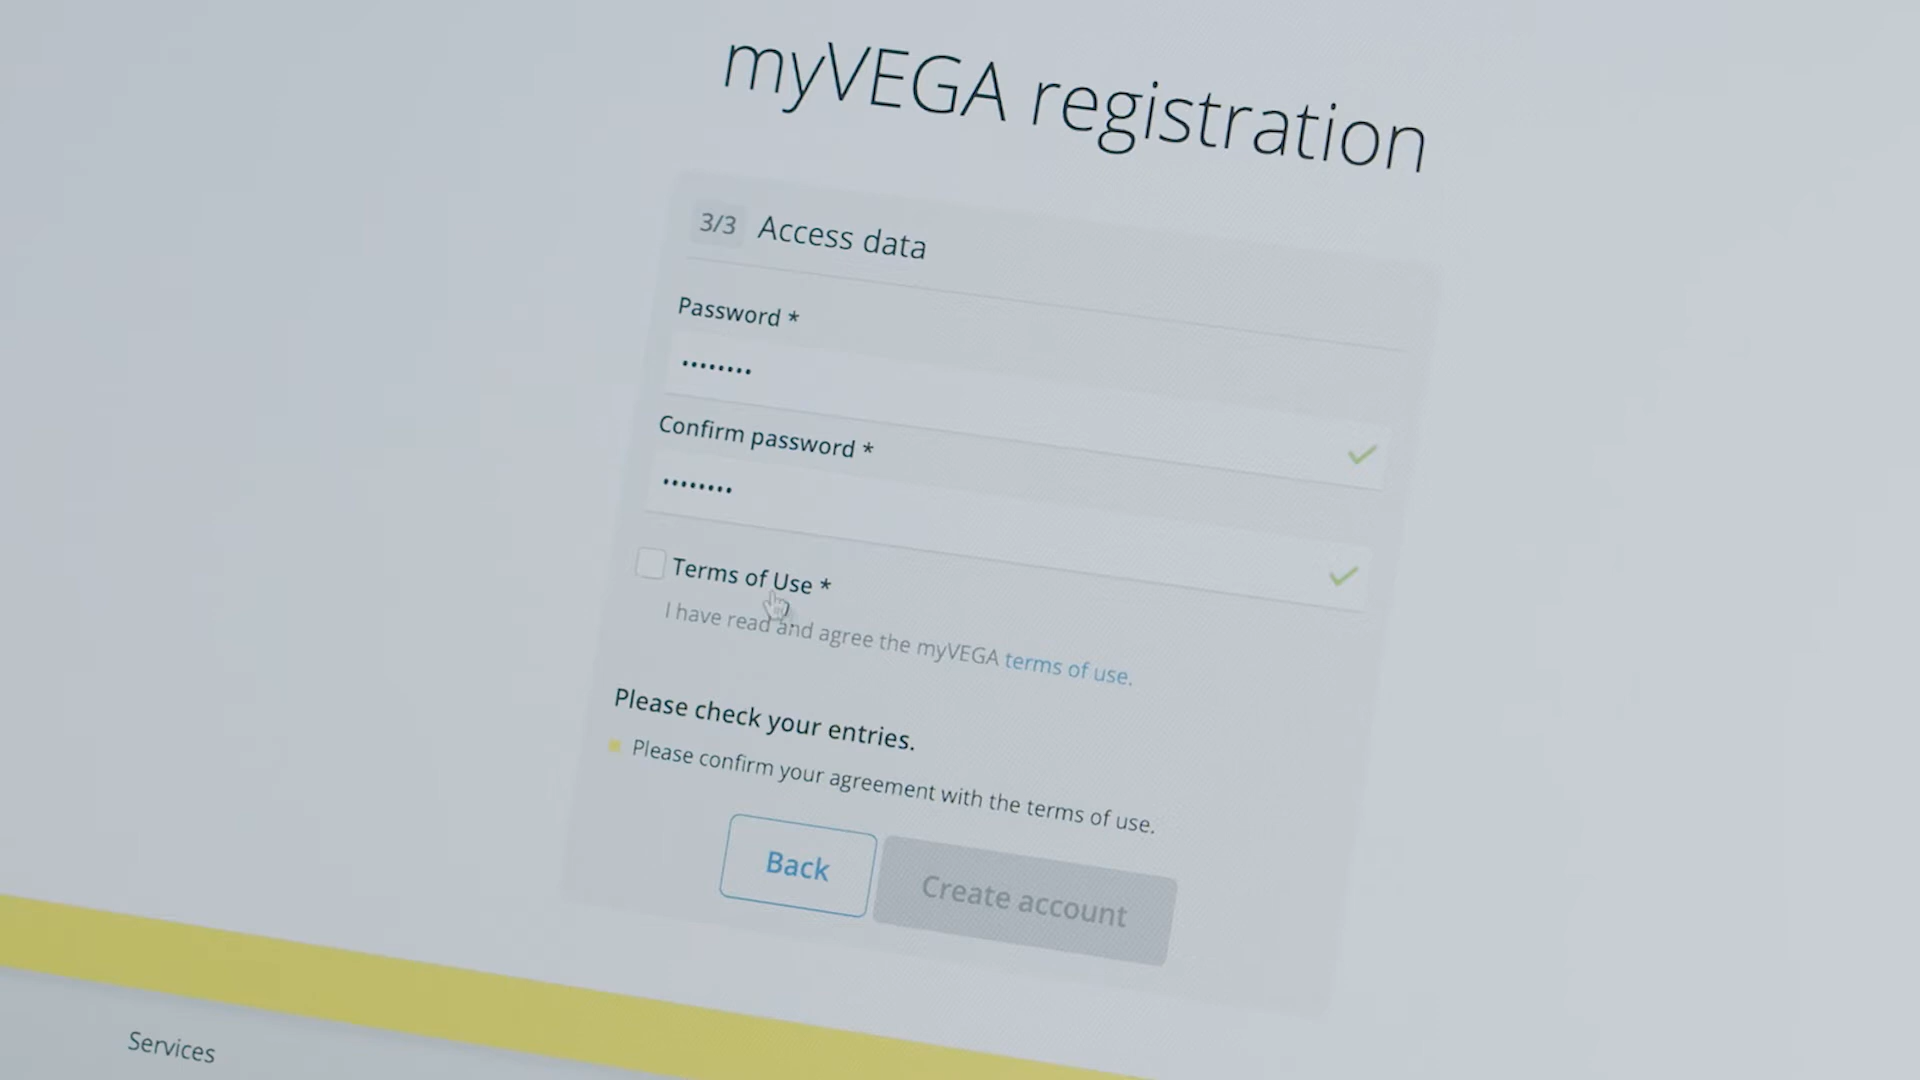 myVEGA registration
3/3 Access data
Password *
••••••••
Confirm password *
••••••••
Terms of Use *
I have read and agree the myVEGA terms of use.
Please check your entries.
Please confirm your agreement with the terms of use.
Back
Create account
Services